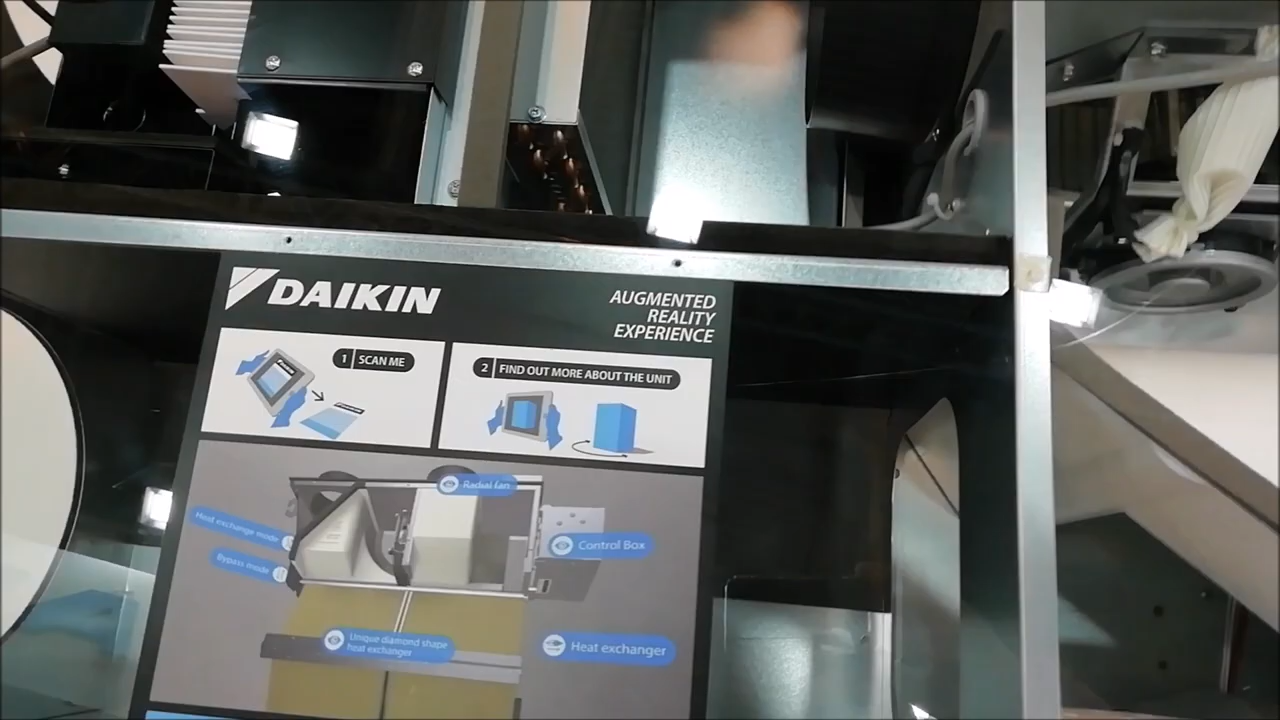 DAIKIN
AUGMENTED
REALITY
EXPERIENCE
1 SCAN ME
2 FIND OUT MORE ABOUT THE UNIT
Radial fan
Heat exchange mode
Control Box
Bypass mode
Unique diamond shape
heat exchanger
Heat exchanger